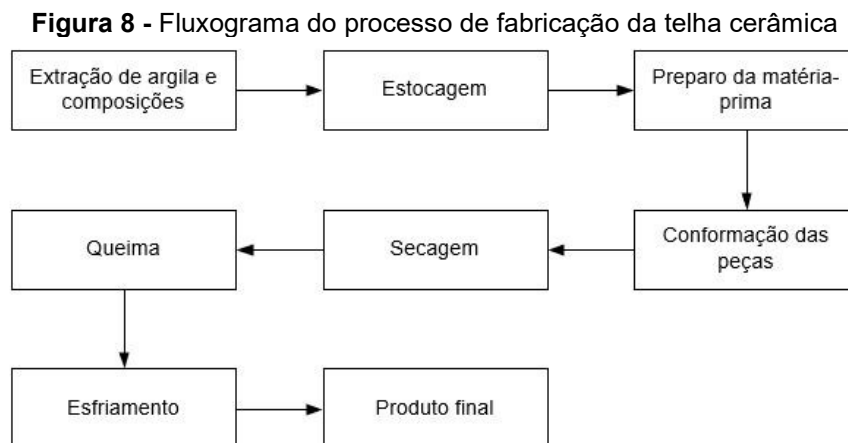 Figura 8 - Fluxograma do processo de fabricação da telha cerâmica
Extração de argila e
composições
Estocagem
Preparo da matéria-
prima
Conformação das
peças
Secagem
Queima
Esfriamento
Produto final